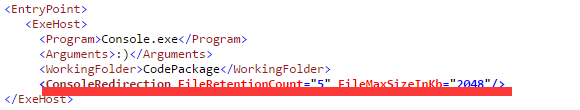 <EntryPoint>
<ExeHost>
<Program>Console.exe</Program>
<Arguments>:)</Arguments>
<WorkingFolder>CodePackage</WorkingFolder>
<ConsoleRedirection FileRetentionCount="5" FileMaxSizeInKb="2048"/>
</ExeHost>